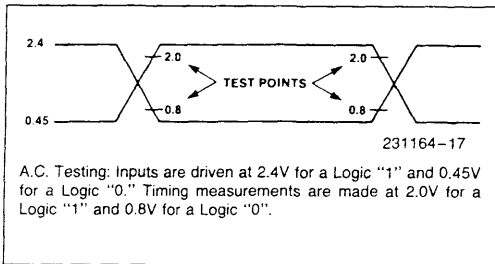 2.4
2.0
2.0
TEST POINTS
0.8
0.8
0.45
231164-17
A.C. Testing: Inputs are driven at 2.4V for a Logic "1" and 0.45V
for a Logic "0." Timing measurements are made at 2.0V for a
Logic "1" and 0.8V for a Logic "0".